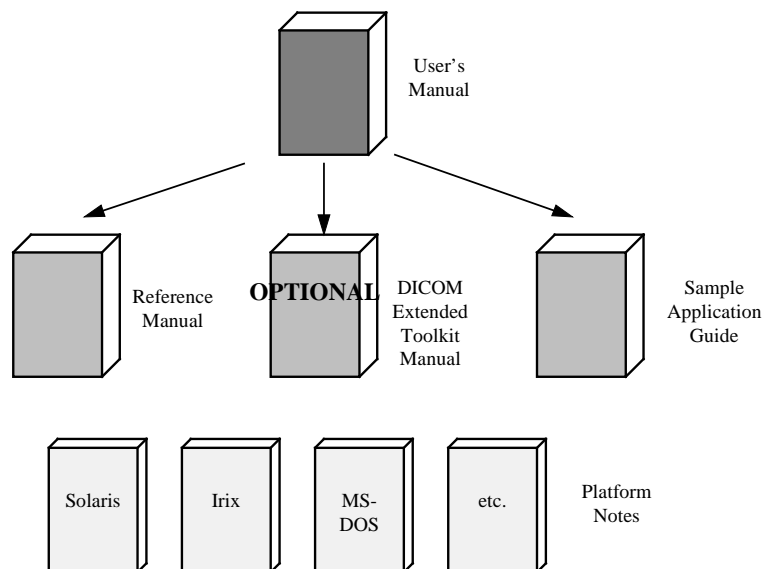 User's
Manual
Reference
Manual
OPTIONAL
DICOM
Extended
Toolkit
Manual
Sample
Application
Guide
Solaris
Irix
MS-
DOS
etc.
Platform
Notes